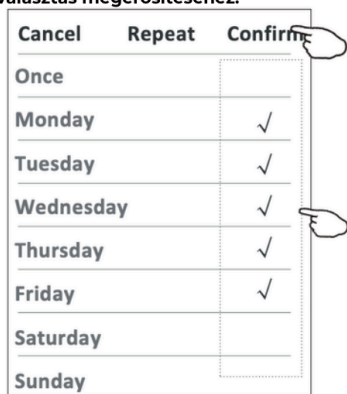 választás megerősítéséhez.
Cancel Repeat Confirm
Once
Monday √
Tuesday √
Wednesday √
Thursday √
Friday √
Saturday
Sunday